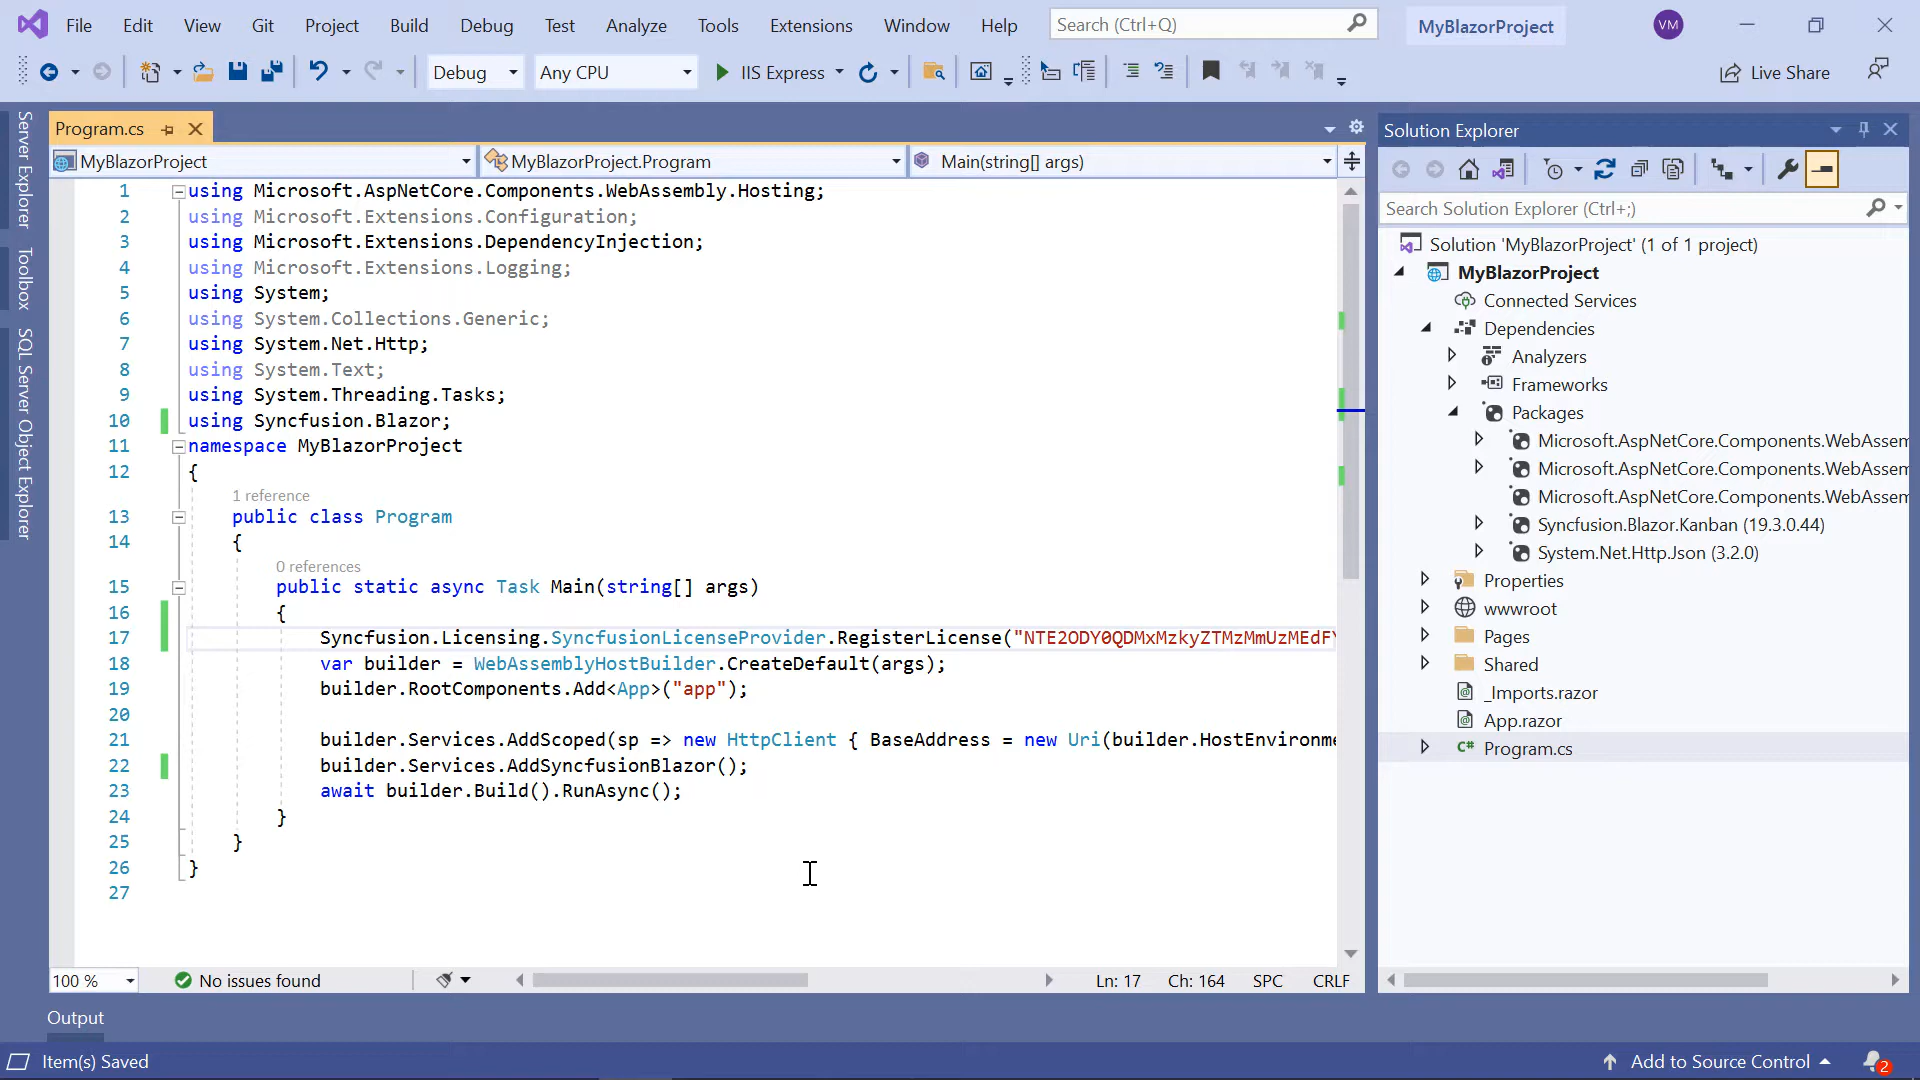 File Edit View Git Project Build Debug Test Analyze Tools Extensions Window Help Search (Ctrl+Q) MyBlazorProject VM
Debug Any CPU IIS Express Live Share
Server Explorer
Toolbox
SQL Server Object Explorer
Program.cs
MyBlazorProject MyBlazorProject.Program Main(string[] args)
1 using Microsoft.AspNetCore.Components.WebAssembly.Hosting;
2 using Microsoft.Extensions.Configuration;
3 using Microsoft.Extensions.DependencyInjection;
4 using Microsoft.Extensions.Logging;
5 using System;
6 using System.Collections.Generic;
7 using System.Net.Http;
8 using System.Text;
9 using System.Threading.Tasks;
10 using Syncfusion.Blazor;
11 namespace MyBlazorProject
12 {
1 reference
13 public class Program
14 {
0 references
15 public static async Task Main(string[] args)
16 {
17 Syncfusion.Licensing.SyncfusionLicenseProvider.RegisterLicense("NTE2ODY0QDMxMzkyZTMzMmUzMEdFY
18 var builder = WebAssemblyHostBuilder.CreateDefault(args);
19 builder.RootComponents.Add<App>("app");
20
21 builder.Services.AddScoped(sp => new HttpClient { BaseAddress = new Uri(builder.HostEnvironme
22 builder.Services.AddSyncfusionBlazor();
23 await builder.Build().RunAsync();
24 }
25 }
26 }
27
100 % No issues found Ln: 17 Ch: 164 SPC CRLF
Solution Explorer
Search Solution Explorer (Ctrl+;)
Solution 'MyBlazorProject' (1 of 1 project)
MyBlazorProject
Connected Services
Dependencies
Analyzers
Frameworks
Packages
Microsoft.AspNetCore.Components.WebAssem
Microsoft.AspNetCore.Components.WebAssem
Microsoft.AspNetCore.Components.WebAssem
Syncfusion.Blazor.Kanban (19.3.0.44)
System.Net.Http.Json (3.2.0)
Properties
wwwroot
Pages
Shared
_Imports.razor
App.razor
C# Program.cs
Output
Item(s) Saved Add to Source Control 2